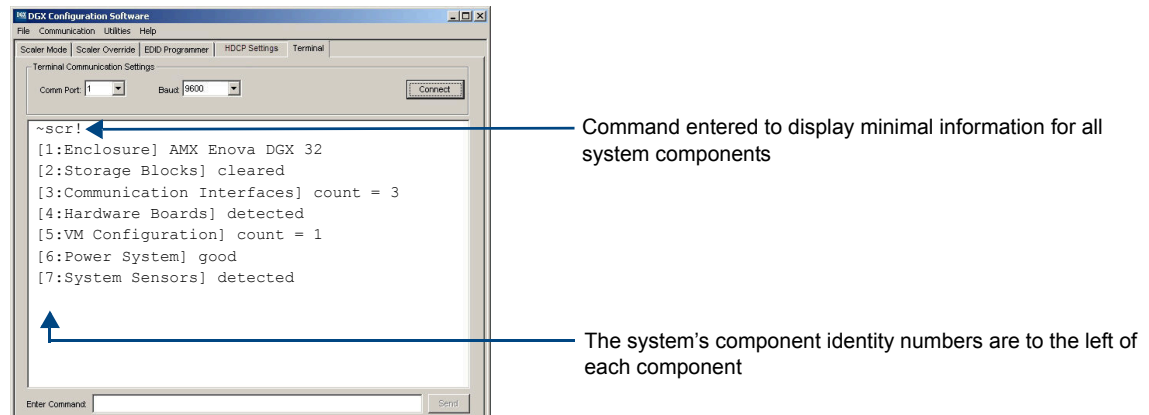 DGX Configuration Software
File Communication Utilities Help
Scaler Mode Scaler Override EDID Programmer HDCP Settings Terminal
Terminal Communication Settings
Comm Port: 1 Baud: 9600 Connect
~scr!
[1:Enclosure] AMX Enova DGX 32
[2:Storage Blocks] cleared
[3:Communication Interfaces] count = 3
[4:Hardware Boards] detected
[5:VM Configuration] count = 1
[6:Power System] good
[7:System Sensors] detected
Enter Command: Send
Command entered to display minimal information for all
system components
The system's component identity numbers are to the left of
each component